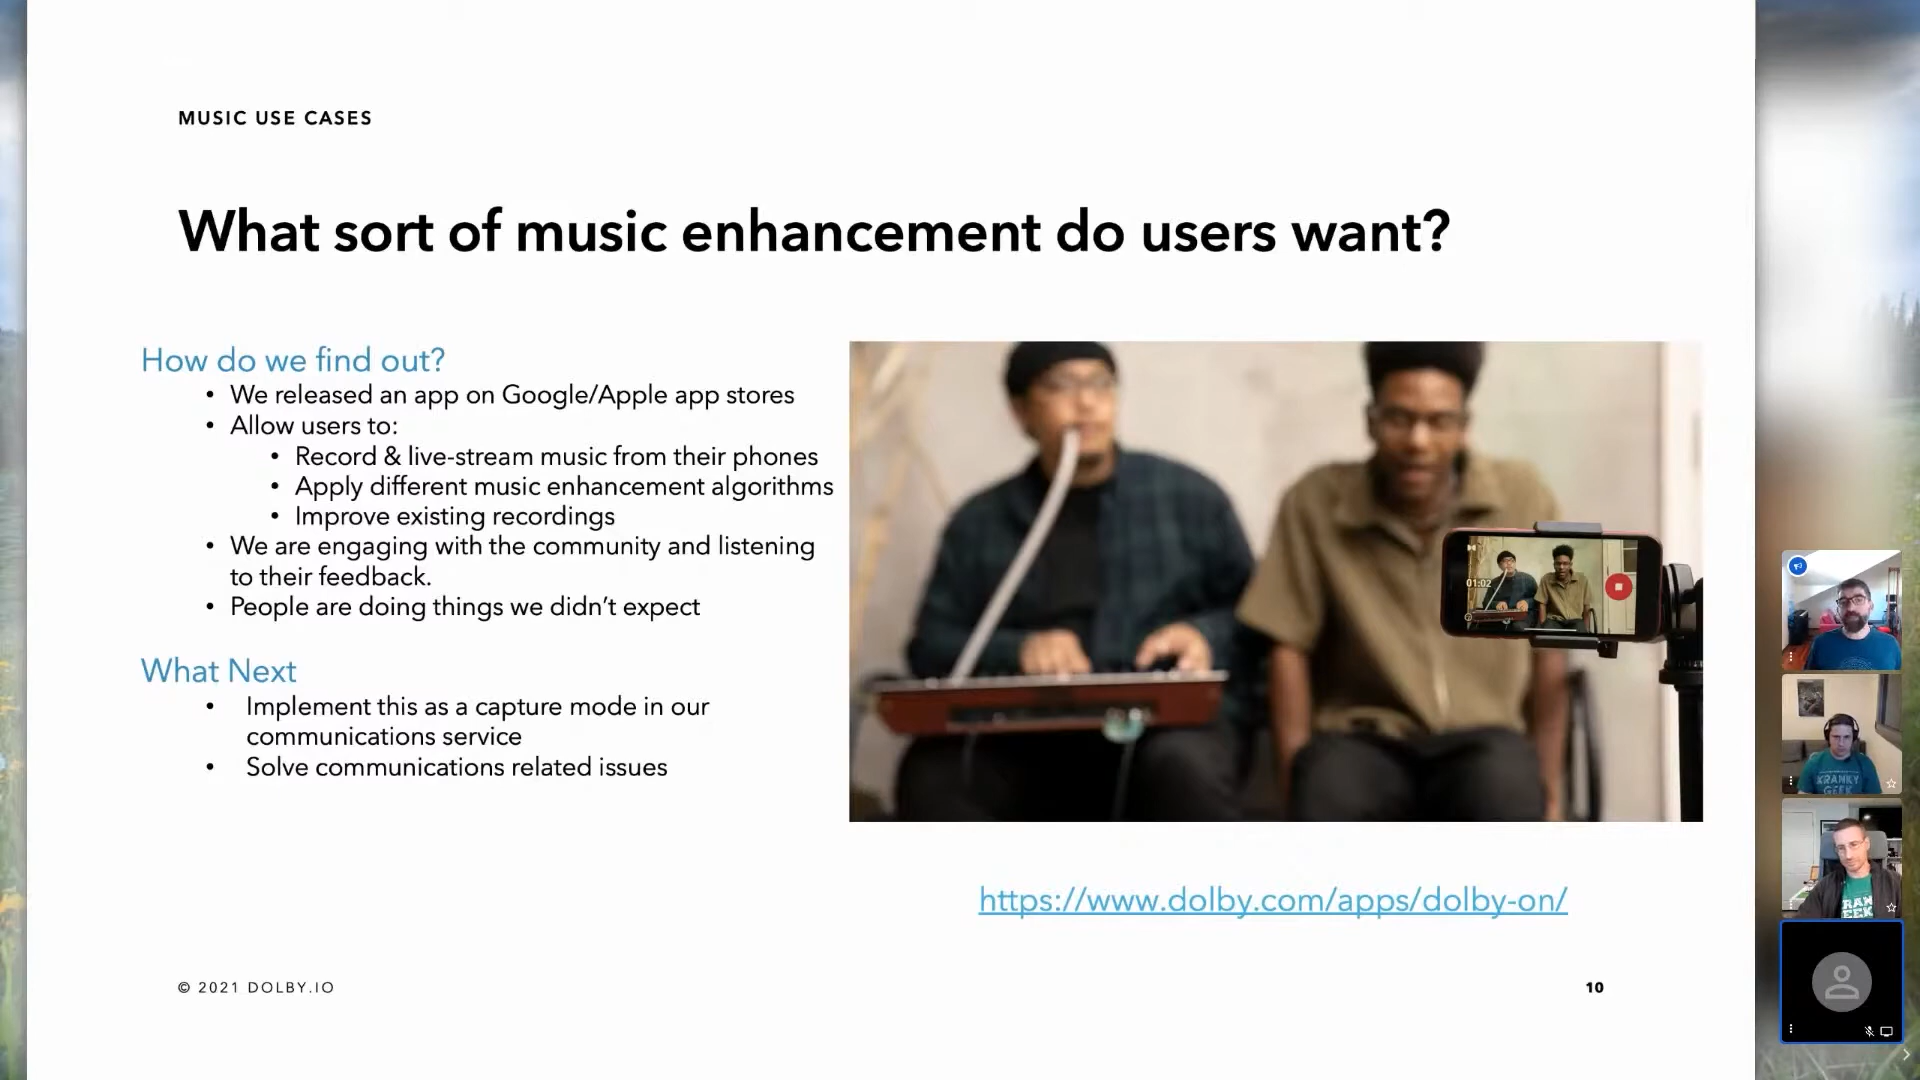 MUSIC USE CASES
What sort of music enhancement do users want?
How do we find out?
• We released an app on Google/Apple app stores
• Allow users to:
• Record & live-stream music from their phones
• Apply different music enhancement algorithms
• Improve existing recordings
• We are engaging with the community and listening
to their feedback.
• People are doing things we didn't expect
What Next
• Implement this as a capture mode in our
communications service
• Solve communications related issues
01:02
https://www.dolby.com/apps/dolby-on/
© 2021 DOLBY.IO
10
KRANKY
GEEK